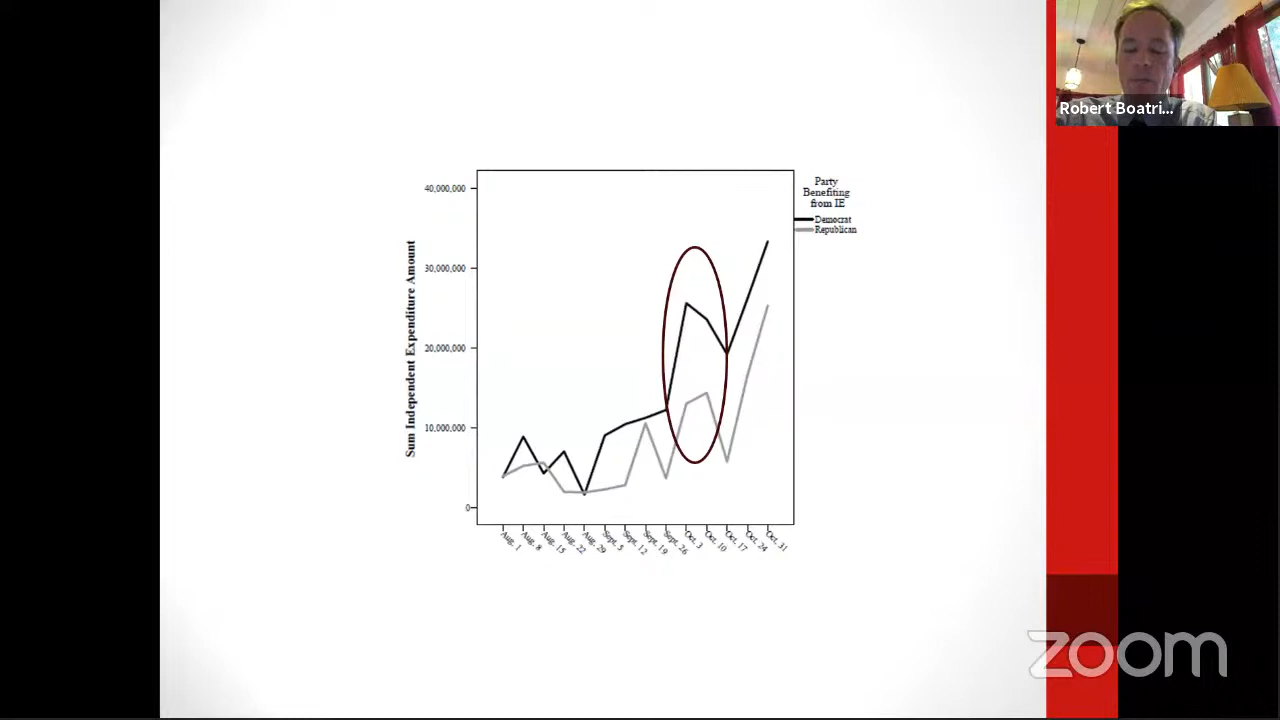 Robert Boatri...
Party
Benefiting
from IE
Democrat
Republican
Sum Independent Expenditure Amount
40,000,000
30,000,000
20,000,000
10,000,000
0
Aug. 1
Aug. 8
Aug. 15
Aug. 22
Aug. 29
Sept. 5
Sept. 12
Sept. 19
Sept. 26
Oct. 3
Oct. 10
Oct. 17
Oct. 24
Oct. 31
zoom